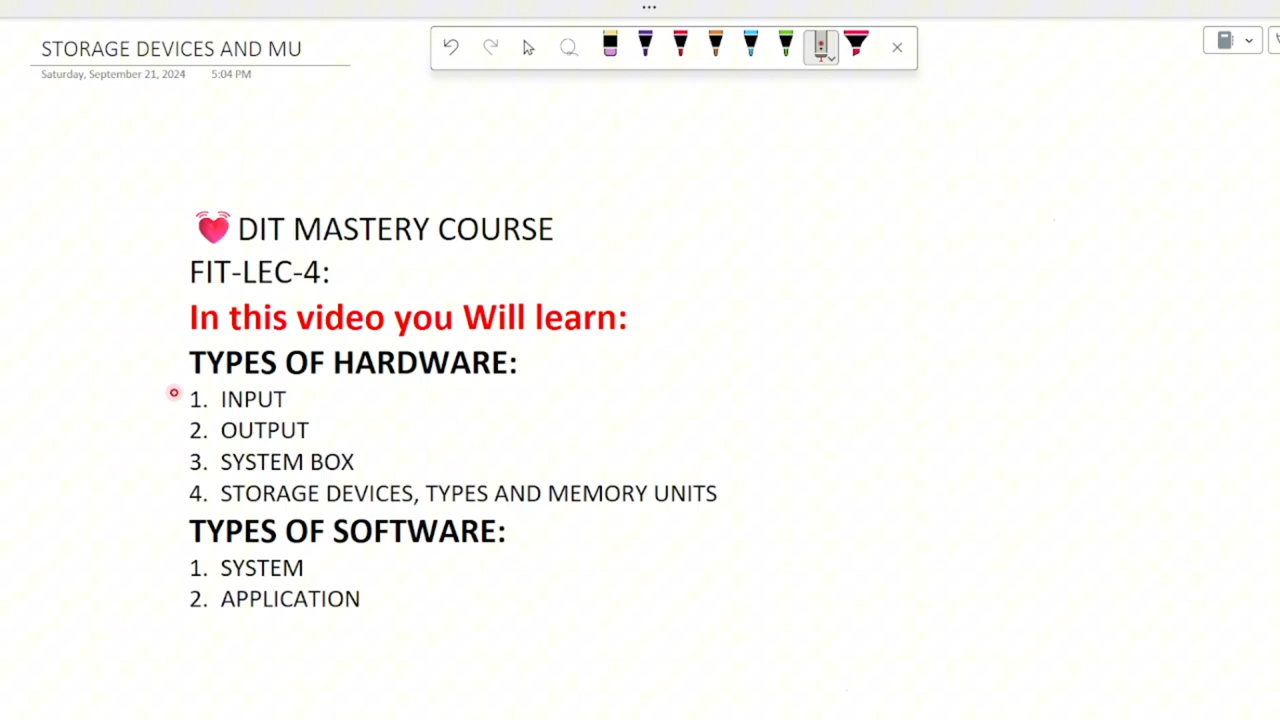 STORAGE DEVICES AND MU
Saturday, September 21, 2024 5:04 PM
💓 DIT MASTERY COURSE
FIT-LEC-4:
In this video you Will learn:
TYPES OF HARDWARE:
1. INPUT
2. OUTPUT
3. SYSTEM BOX
4. STORAGE DEVICES, TYPES AND MEMORY UNITS
TYPES OF SOFTWARE:
1. SYSTEM
2. APPLICATION